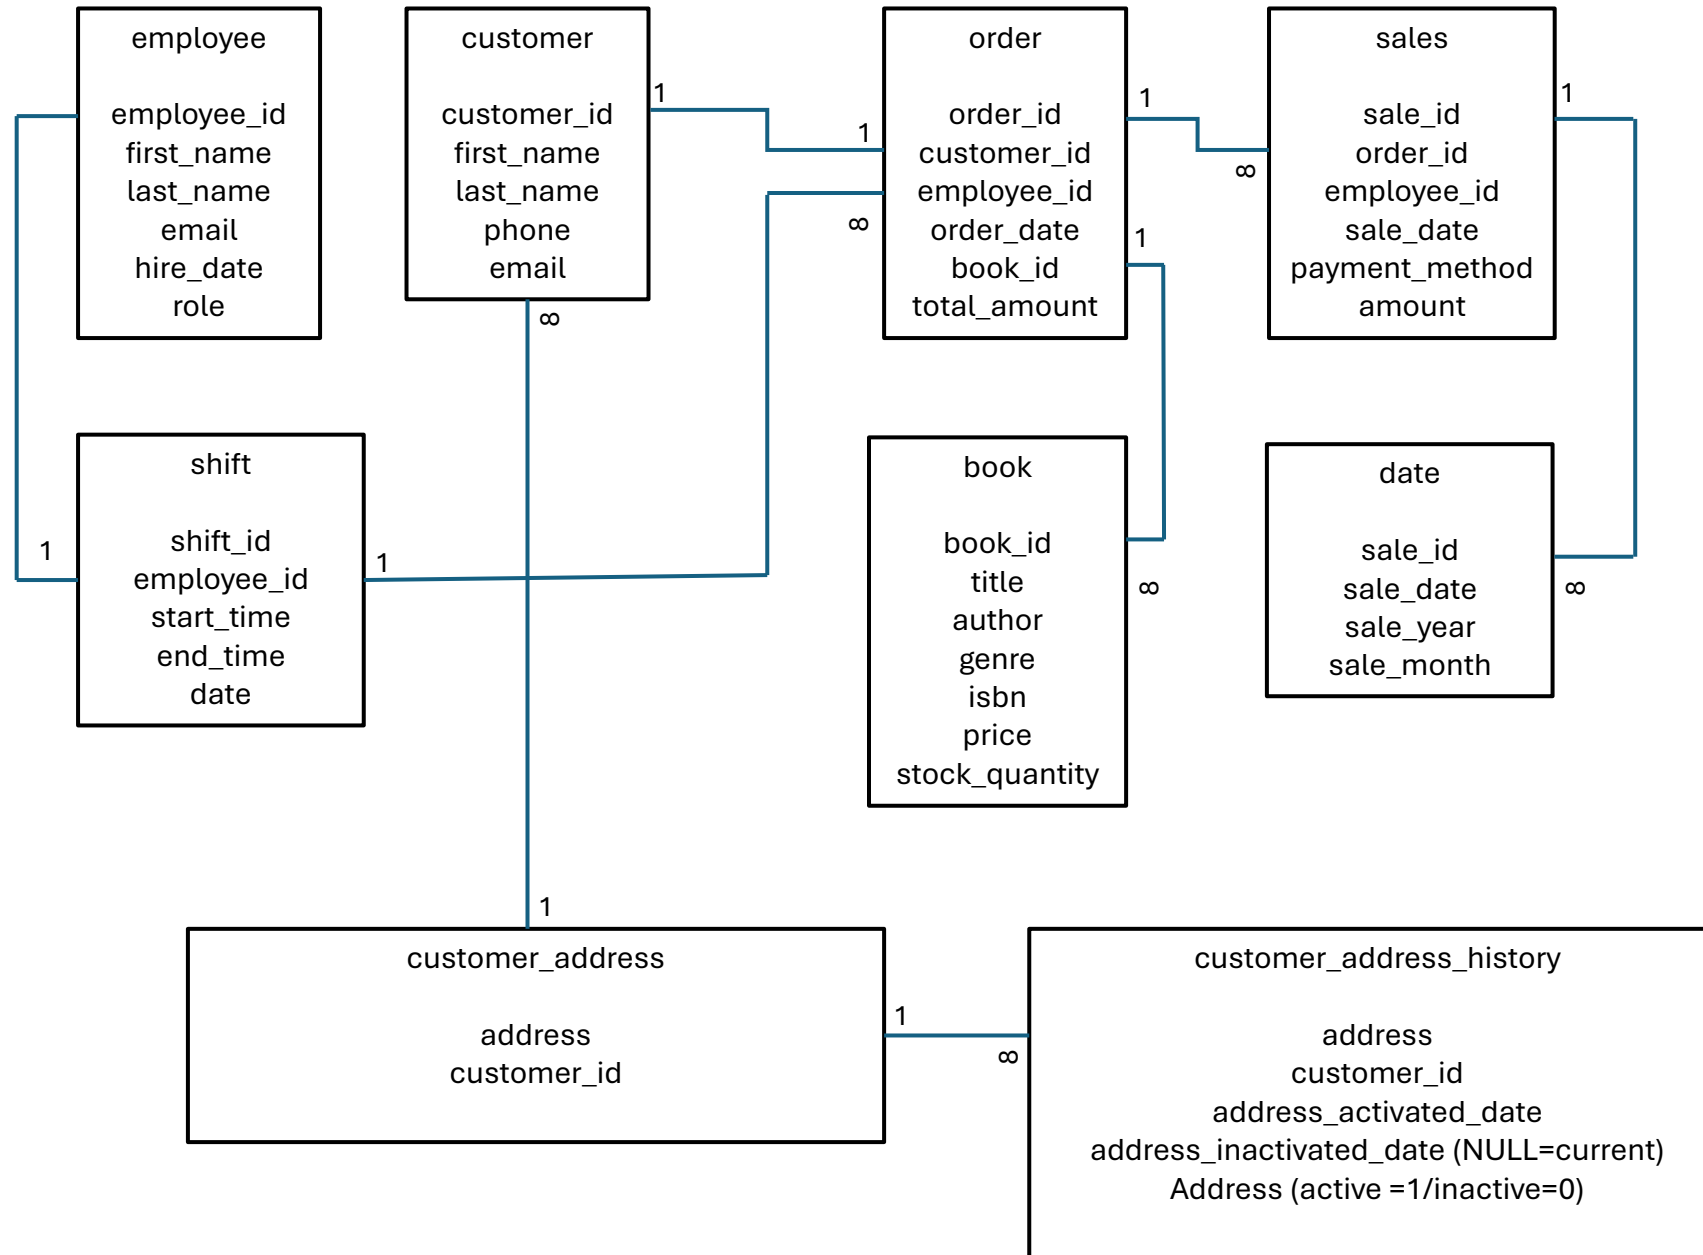 employee
employee_id
first_name
last_name
email
hire_date
role
customer
customer_id
first_name
last_name
phone
email
order
order_id
customer_id
employee_id
order_date
book_id
total_amount
sales
sale_id
order_id
employee_id
sale_date
payment_method
amount
1
1
∞
1
∞
1
1
∞
shift
shift_id
employee_id
start_time
end_time
date
1
1
book
book_id
title
author
genre
isbn
price
stock_quantity
∞
date
sale_id
sale_date
sale_year
sale_month
∞
1
customer_address
address
customer_id
1
∞
customer_address_history
address
customer_id
address_activated_date
address_inactivated_date (NULL=current)
Address (active =1/inactive=0)